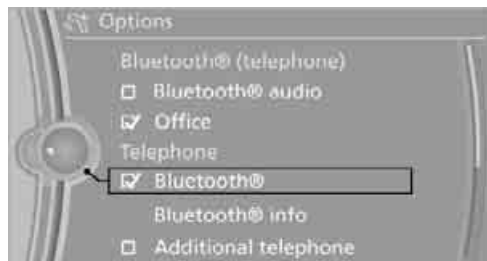 Options
Bluetooth® (telephone)
Bluetooth® audio
Office
Telephone
Bluetooth®
Bluetooth® info
Additional telephone